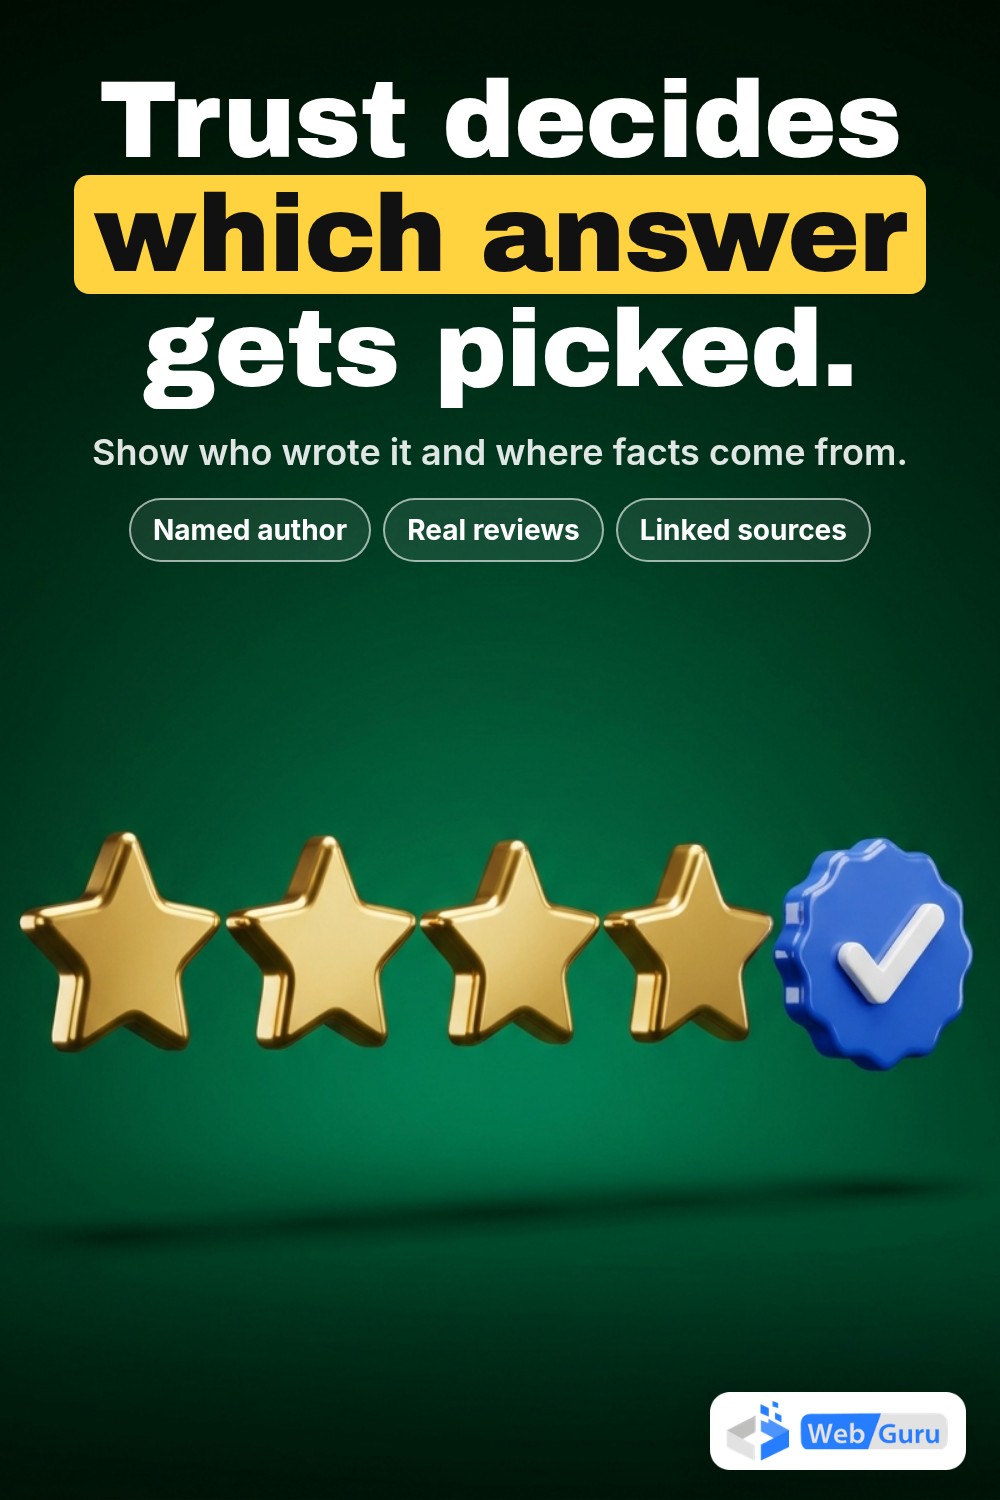 Trust decides
which answer
gets picked.
Show who wrote it and where facts come from.
Named author Real reviews Linked sources
Web Guru